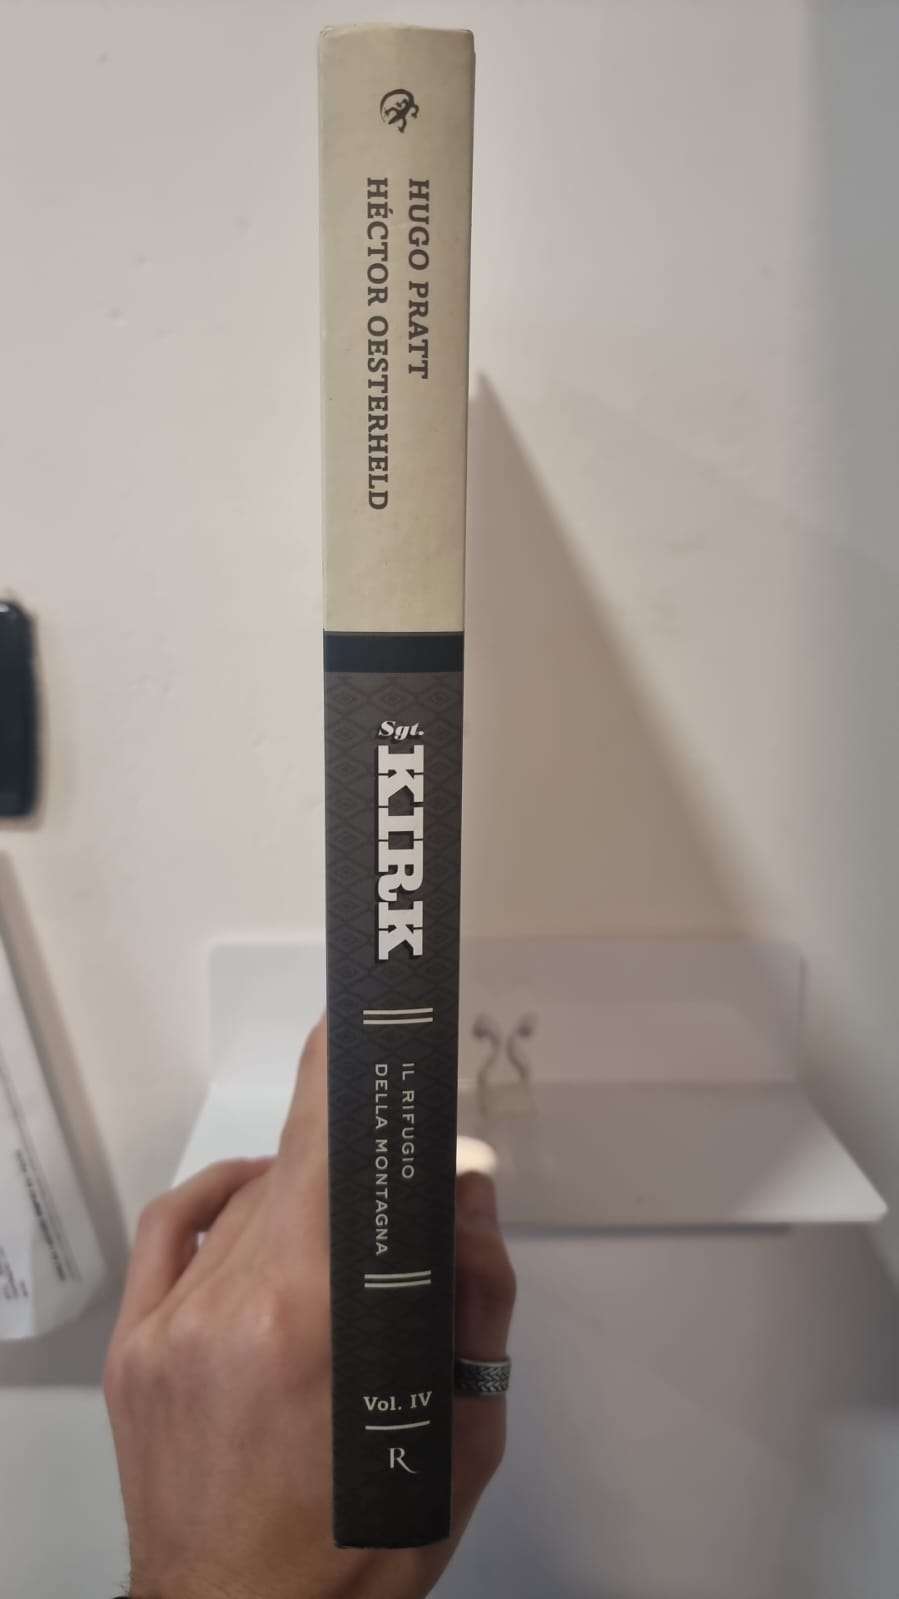 HUGO PRATT
HÉCTOR OESTERHELD
Sgt.
KIRK
IL RIFUGIO
DELLA MONTAGNA
Vol. IV
R